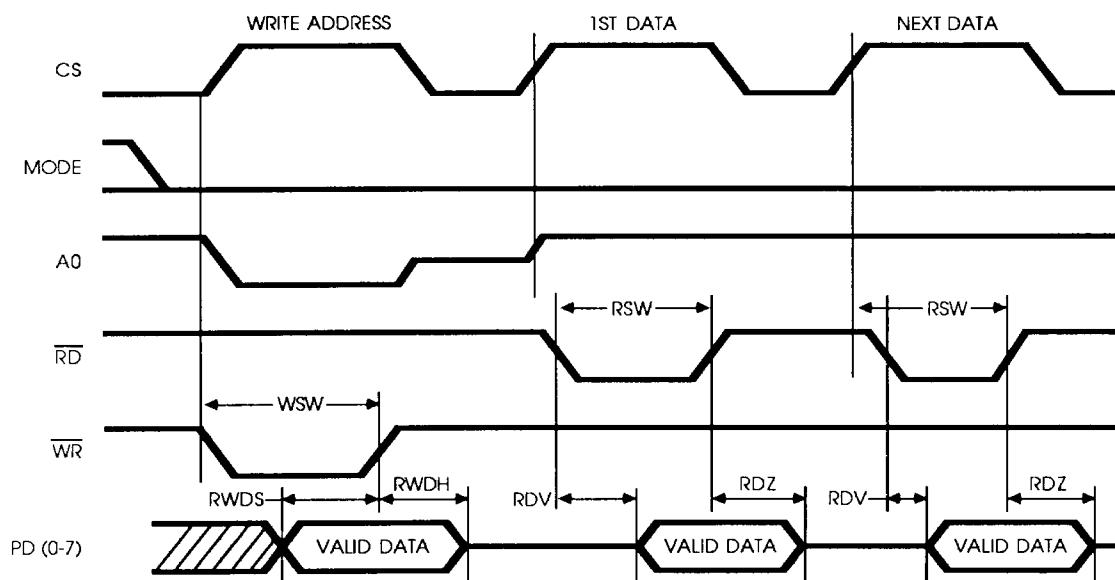 WRITE ADDRESS 1ST DATA NEXT DATA
CS
MODE
A0
RSW RSW
RD
WSW
WR
RWDS RWDH RDV RDZ RDV RDZ
PD (0-7) VALID DATA VALID DATA VALID DATA